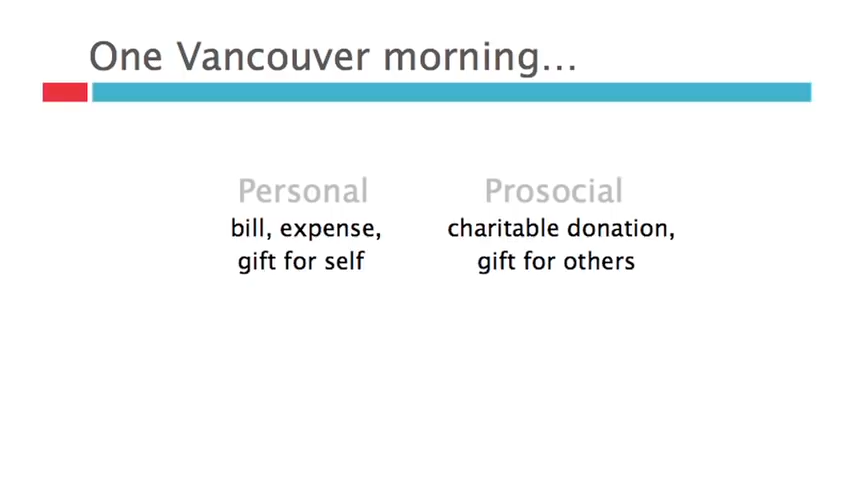 One Vancouver morning…
Personal
bill, expense,
gift for self
Prosocial
charitable donation,
gift for others